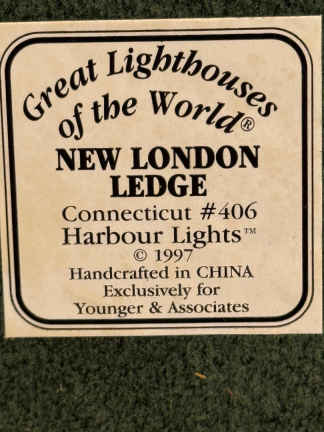 Great Lighthouses
of the World®
NEW LONDON
LEDGE
Connecticut #406
Harbour Lights™
© 1997
Handcrafted in CHINA
Exclusively for
Younger & Associates